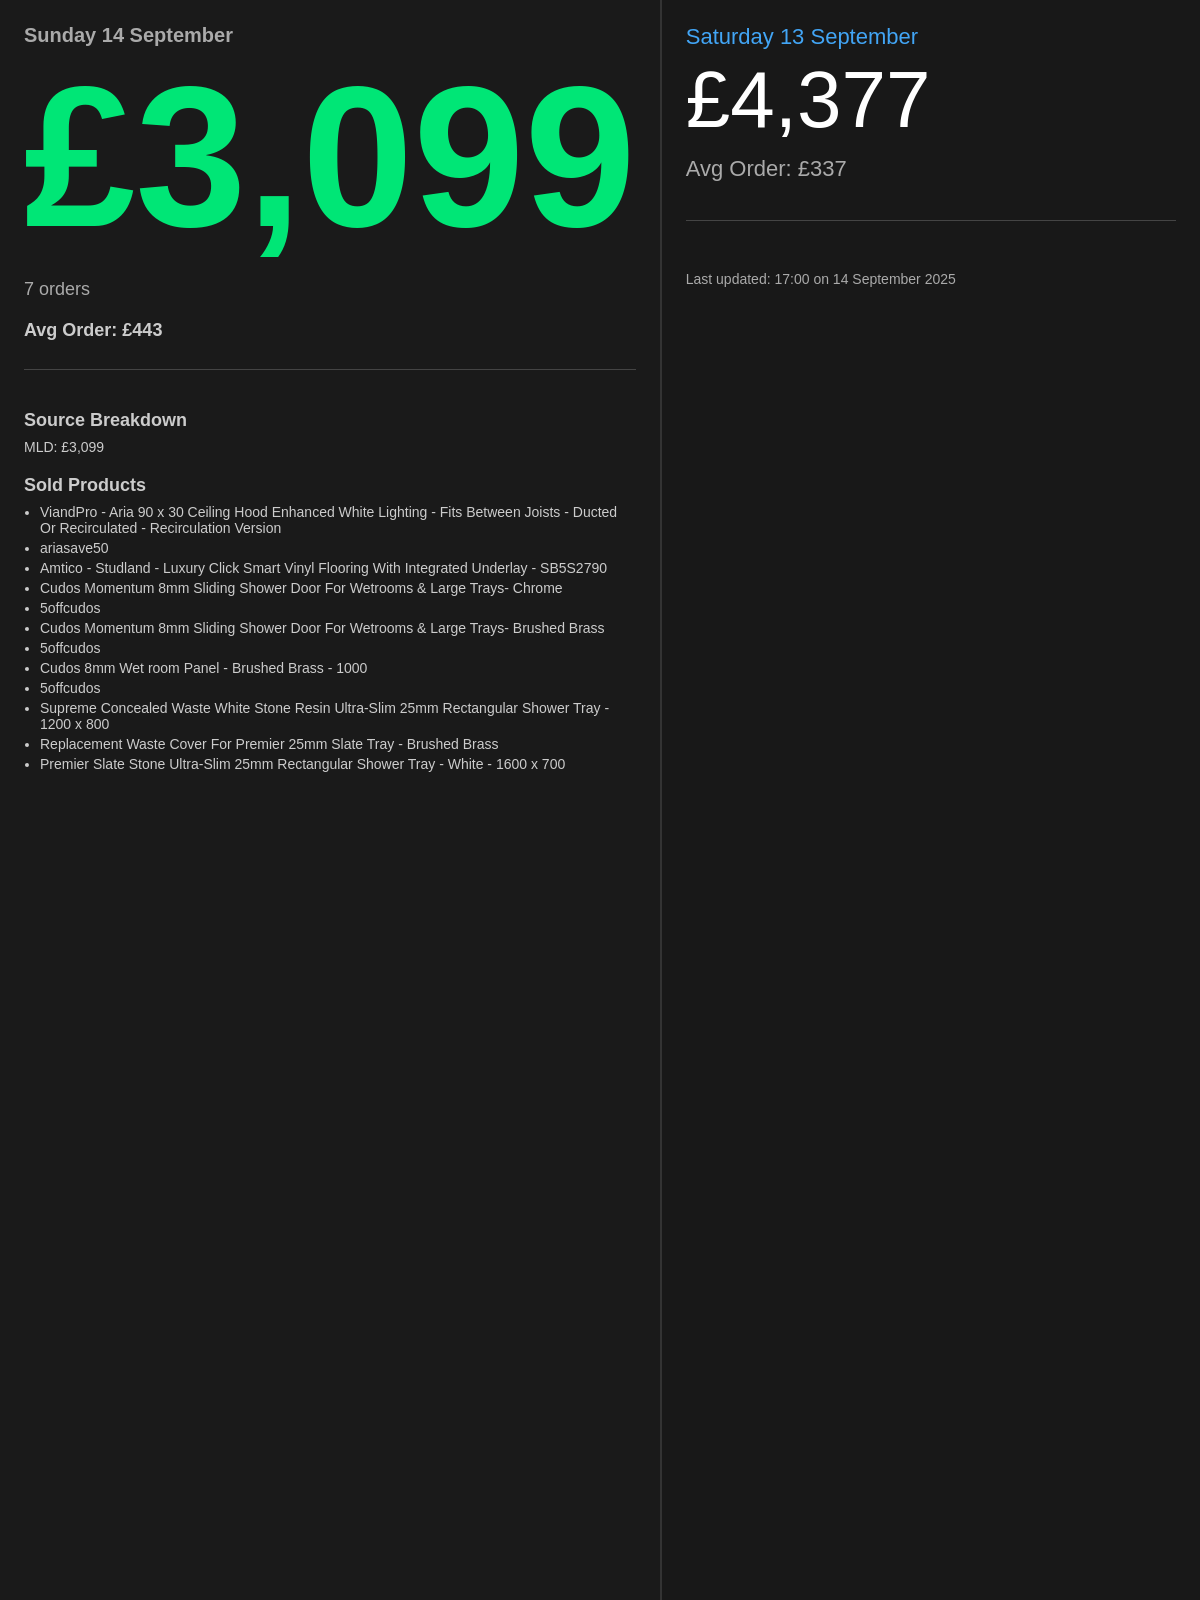 Sunday 14 September
£3,099
7 orders
Avg Order: £443
Source Breakdown
MLD: £3,099
Sold Products
ViandPro - Aria 90 x 30 Ceiling Hood Enhanced White Lighting - Fits Between Joists - Ducted
Or Recirculated - Recirculation Version
ariasave50
Amtico - Studland - Luxury Click Smart Vinyl Flooring With Integrated Underlay - SB5S2790
Cudos Momentum 8mm Sliding Shower Door For Wetrooms & Large Trays- Chrome
5offcudos
Cudos Momentum 8mm Sliding Shower Door For Wetrooms & Large Trays- Brushed Brass
5offcudos
Cudos 8mm Wet room Panel - Brushed Brass - 1000
5offcudos
Supreme Concealed Waste White Stone Resin Ultra-Slim 25mm Rectangular Shower Tray -
1200 x 800
Replacement Waste Cover For Premier 25mm Slate Tray - Brushed Brass
Premier Slate Stone Ultra-Slim 25mm Rectangular Shower Tray - White - 1600 x 700
Saturday 13 September
£4,377
Avg Order: £337
Last updated: 17:00 on 14 September 2025